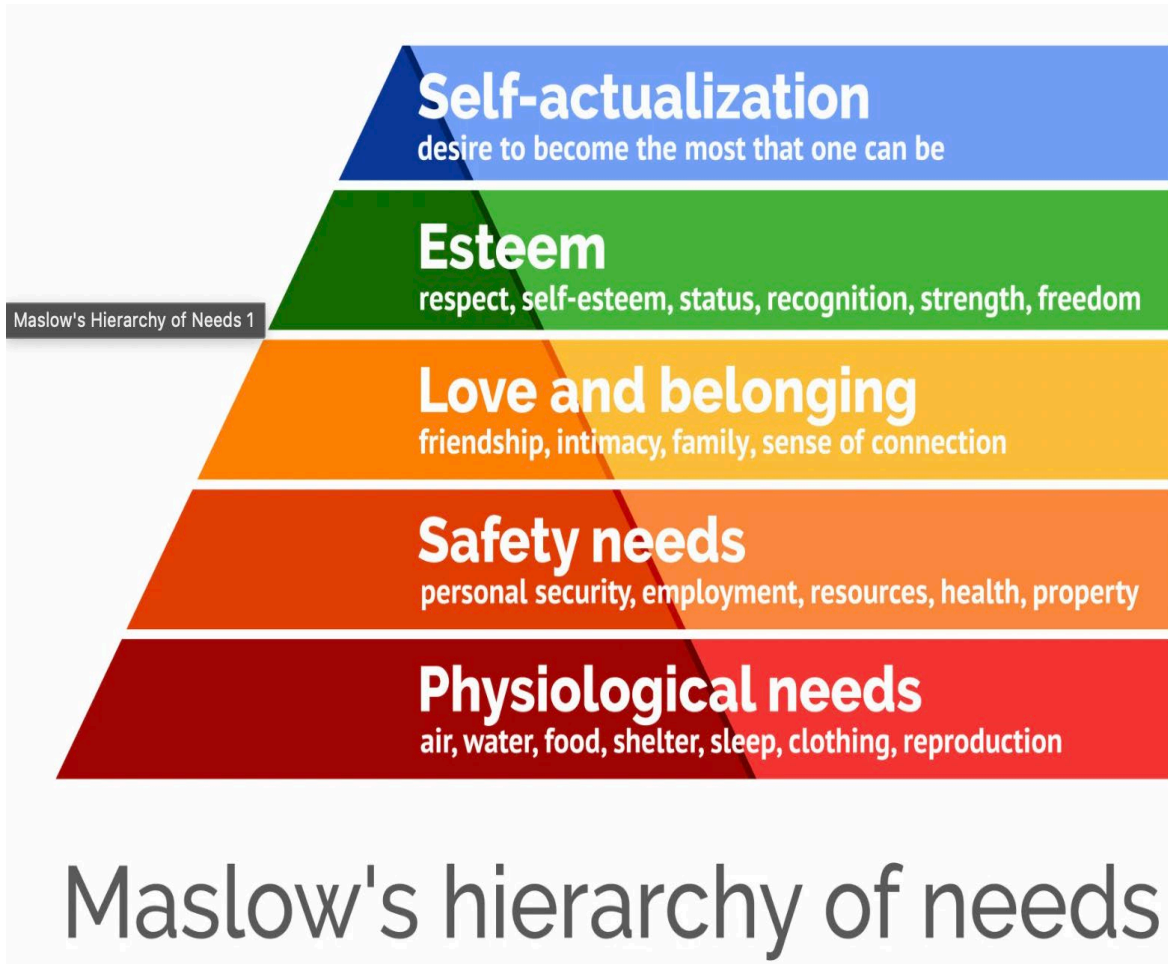 Self-actualization
desire to become the most that one can be
Esteem
respect, self-esteem, status, recognition, strength, freedom
Maslow's Hierarchy of Needs 1
Love and belonging
friendship, intimacy, family, sense of connection
Safety needs
personal security, employment, resources, health, property
Physiological needs
air, water, food, shelter, sleep, clothing, reproduction
Maslow's hierarchy of needs